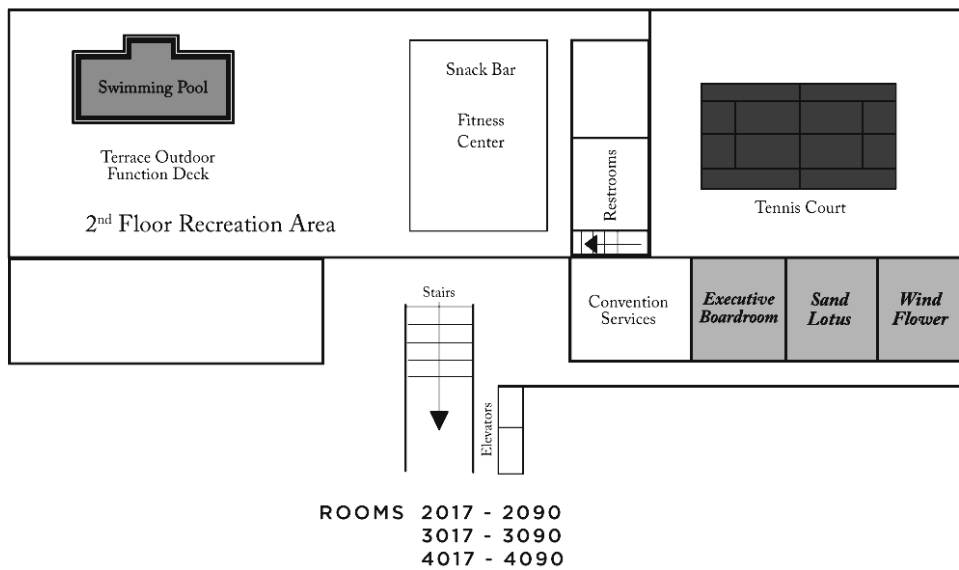 Swimming Pool
Terrace Outdoor
Function Deck
2nd Floor Recreation Area
Snack Bar
Fitness
Center
Restrooms
Tennis Court
Stairs
Convention
Services
Executive
Boardroom
Sand
Lotus
Wind
Flower
Elevators
ROOMS 2017 - 2090
3017 - 3090
4017 - 4090